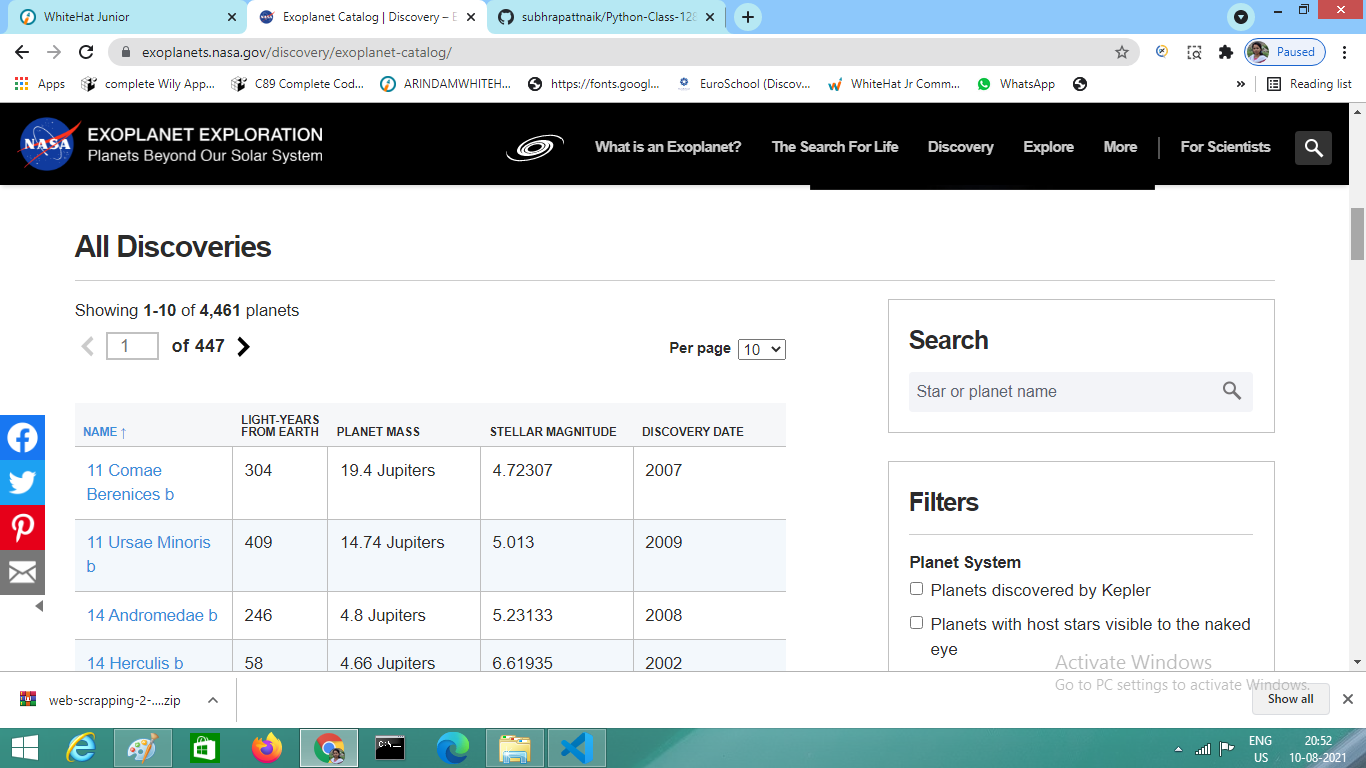 WhiteHat Junior
Exoplanet Catalog | Discovery – E
subhrapattnaik/Python-Class-128
exoplanets.nasa.gov/discovery/exoplanet-catalog/
Paused
Apps
complete Wily App...
C89 Complete Cod...
ARINDAMWHITEH...
https://fonts.googl...
EuroSchool (Discov...
WhiteHat Jr Comm...
WhatsApp
»
Reading list
NASA
EXOPLANET EXPLORATION
Planets Beyond Our Solar System
What is an Exoplanet?
The Search For Life
Discovery
Explore
More
For Scientists
All Discoveries
Showing 1-10 of 4,461 planets
1 of 447
Per page 10
NAME ↑
LIGHT-YEARS
FROM EARTH
PLANET MASS
STELLAR MAGNITUDE
DISCOVERY DATE
11 Comae
Berenices b
304
19.4 Jupiters
4.72307
2007
11 Ursae Minoris
b
409
14.74 Jupiters
5.013
2009
14 Andromedae b
246
4.8 Jupiters
5.23133
2008
14 Herculis b
58
4.66 Jupiters
6.61935
2002
Search
Star or planet name
Filters
Planet System
Planets discovered by Kepler
Planets with host stars visible to the naked
eye
Activate Windows
Go to PC settings to activate Windows.
web-scrapping-2-....zip
Show all
C:\_
ENG
US
20:52
10-08-2021